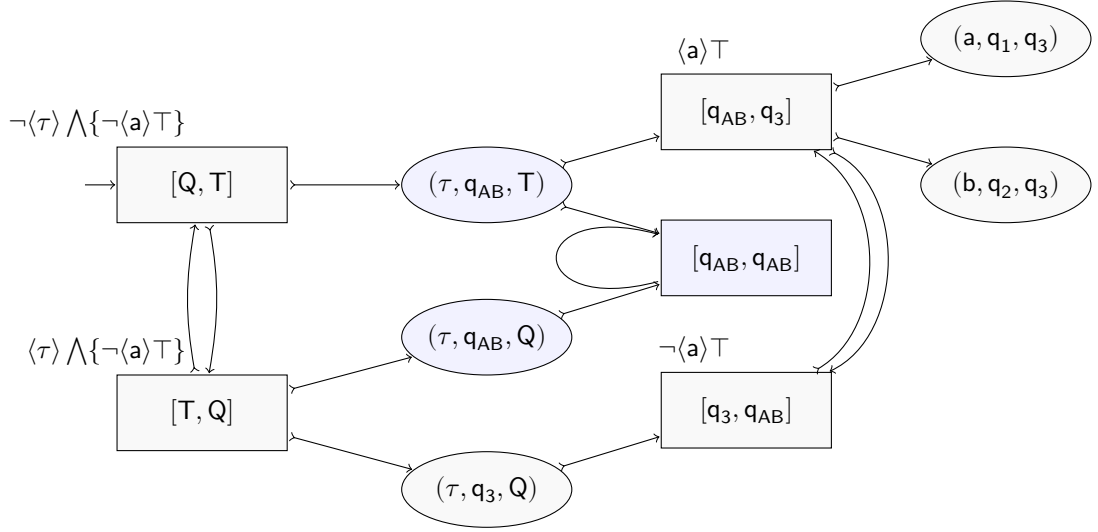 (a, q₁, q₃)
⟨a⟩⊤
[q_AB, q₃]
¬⟨τ⟩⋀{¬⟨a⟩⊤}
[Q, T]
(τ, q_AB, T)
(b, q₂, q₃)
[q_AB, q_AB]
(τ, q_AB, Q)
⟨τ⟩⋀{¬⟨a⟩⊤}
¬⟨a⟩⊤
[T, Q]
[q₃, q_AB]
(τ, q₃, Q)